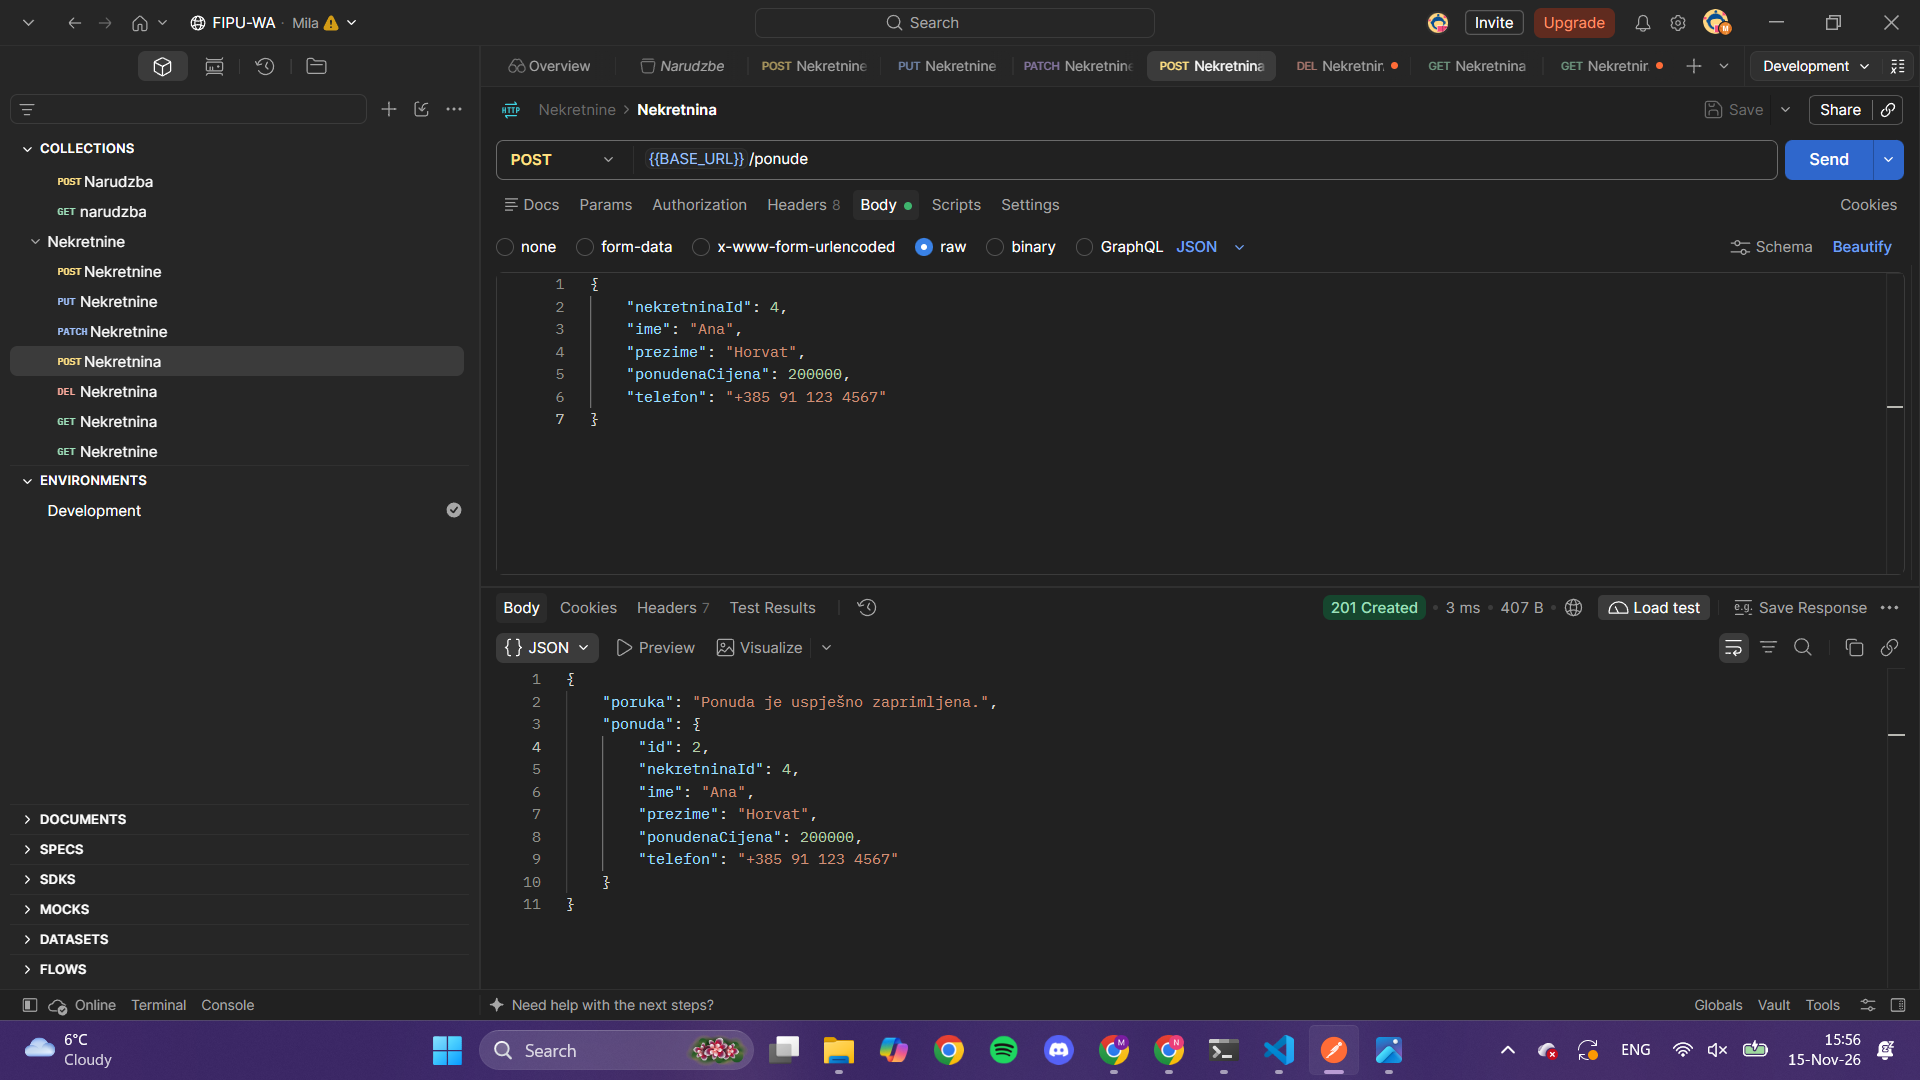 FIPU-WA · Mila
Search
Invite
Upgrade
Overview
Narudzbe
POST Nekretnine
PUT Nekretnine
PATCH Nekretnine
POST Nekretnina
DEL Nekretnir.
GET Nekretnina
GET Nekretnir.
Development
Nekretnine > Nekretnina
Save
Share
COLLECTIONS
POST Narudzba
GET narudzba
Nekretnine
POST Nekretnine
PUT Nekretnine
PATCH Nekretnine
POST Nekretnina
DEL Nekretnina
GET Nekretnina
GET Nekretnine
ENVIRONMENTS
Development
DOCUMENTS
SPECS
SDKS
MOCKS
DATASETS
FLOWS
HTTP
POST {{BASE_URL}} /ponude
Send
Docs Params Authorization Headers 8 Body Scripts Settings
Cookies
none form-data x-www-form-urlencoded raw binary GraphQL JSON
Schema
Beautify
1 {
2 "nekretninaId": 4,
3 "ime": "Ana",
4 "prezime": "Horvat",
5 "ponudenaCijena": 200000,
6 "telefon": "+385 91 123 4567"
7 }
Body Cookies Headers 7 Test Results
201 Created · 3 ms · 407 B
Load test
e.g. Save Response
{} JSON Preview Visualize
1 {
2 "poruka": "Ponuda je uspješno zaprimljena.",
3 "ponuda": {
4 "id": 2,
5 "nekretninaId": 4,
6 "ime": "Ana",
7 "prezime": "Horvat",
8 "ponudenaCijena": 200000,
9 "telefon": "+385 91 123 4567"
10 }
11 }
Online Terminal Console
Need help with the next steps?
Globals Vault Tools
6°C
Cloudy
Search
M
N
ENG
15:56
15-Nov-26